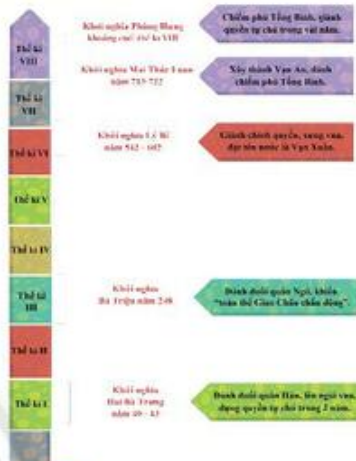 Thế kỉ
VIII
Khởi nghĩa Phùng Hưng
khoảng cuối thế kỉ VIII
Chiếm phủ Tống Bình, giành
quyền tự chủ trong vài năm.
Khởi nghĩa Mai Thúc Loan
năm 713-722
Xây thành Vạn An, đánh
chiếm phủ Tống Bình.
Thế kỉ
VII
Thế kỉ VI
Khởi nghĩa Lý Bí
năm 542 - 602
Giành chính quyền, xưng vương,
đặt tên nước là Vạn Xuân.
Thế kỉ V
Thế kỉ IV
Thế kỉ
III
Khởi nghĩa
Bà Triệu năm 248
Đánh đuổi quân Ngô, khiến
"toàn thể Giao Châu chấn động".
Thế kỉ II
Thế kỉ I
Khởi nghĩa
Hai Bà Trưng
năm 40 - 43
Đánh đuổi quân Hán, lên ngôi vua,
dựng quyền tự chủ trong 3 năm.